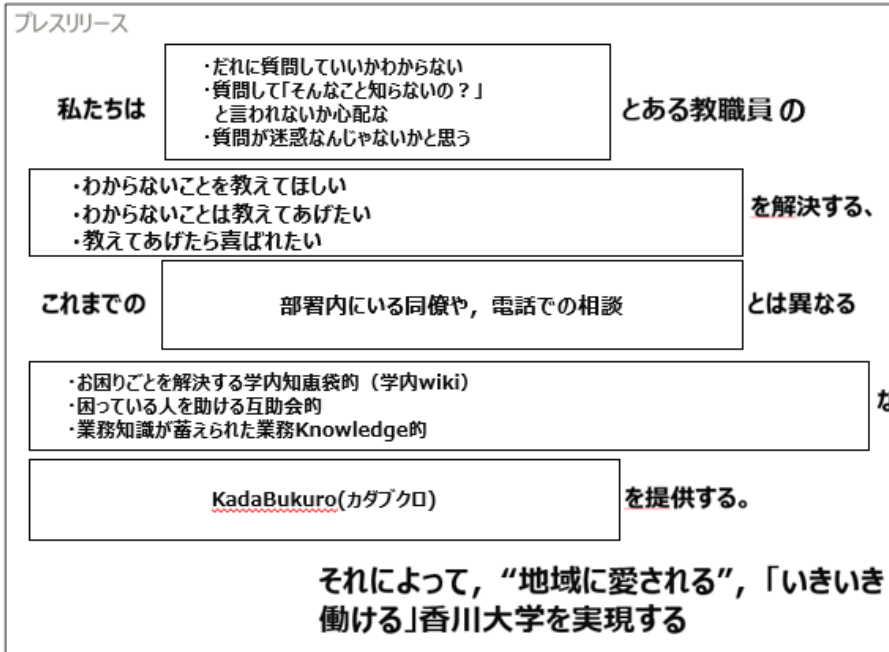 プレスリリース
・だれに質問していいかわからない
・質問して「そんなこと知らないの？」
と言われないか心配な
・質問が迷惑なんじゃないかと思う
私たちは
とある教職員の
・わからないことを教えてほしい
・わからないことは教えてあげたい
・教えてあげたら喜ばれたい
を解決する、
これまでの
部署内にいる同僚や，電話での相談
とは異なる
・お困りごとを解決する学内知恵袋的（学内wiki）
・困っている人を助ける互助会的
・業務知識が蓄えられた業務Knowledge的
な
KadaBukuro(カダブクロ)
を提供する。
それによって，“地域に愛される”，「いきいき
働ける」香川大学を実現する